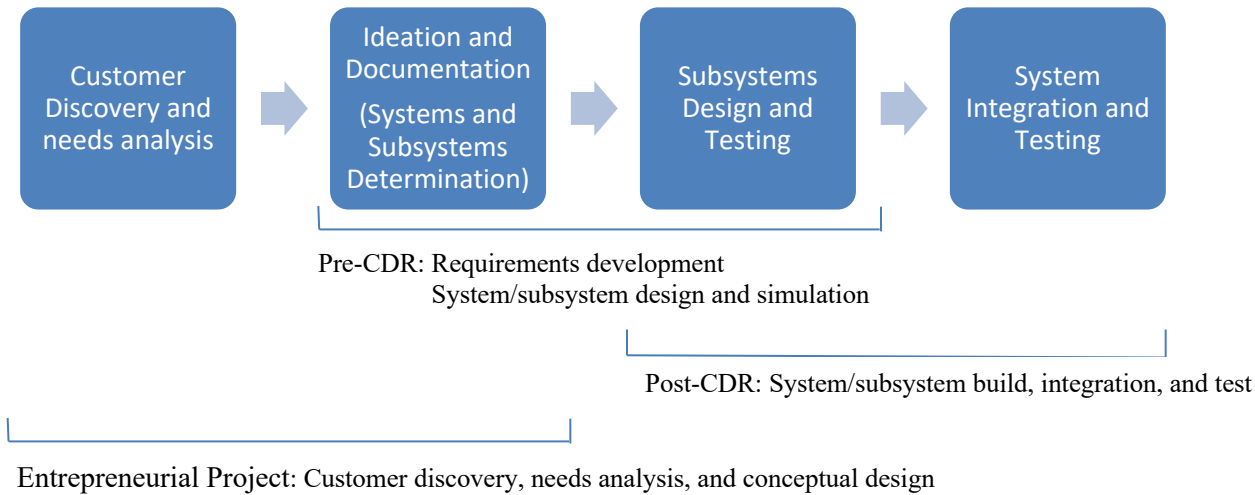 Customer
Discovery and
needs analysis
Ideation and
Documentation
(Systems and
Subsystems
Determination)
Subsystems
Design and
Testing
System
Integration and
Testing
Pre-CDR: Requirements development
System/subsystem design and simulation
Post-CDR: System/subsystem build, integration, and test
Entrepreneurial Project: Customer discovery, needs analysis, and conceptual design